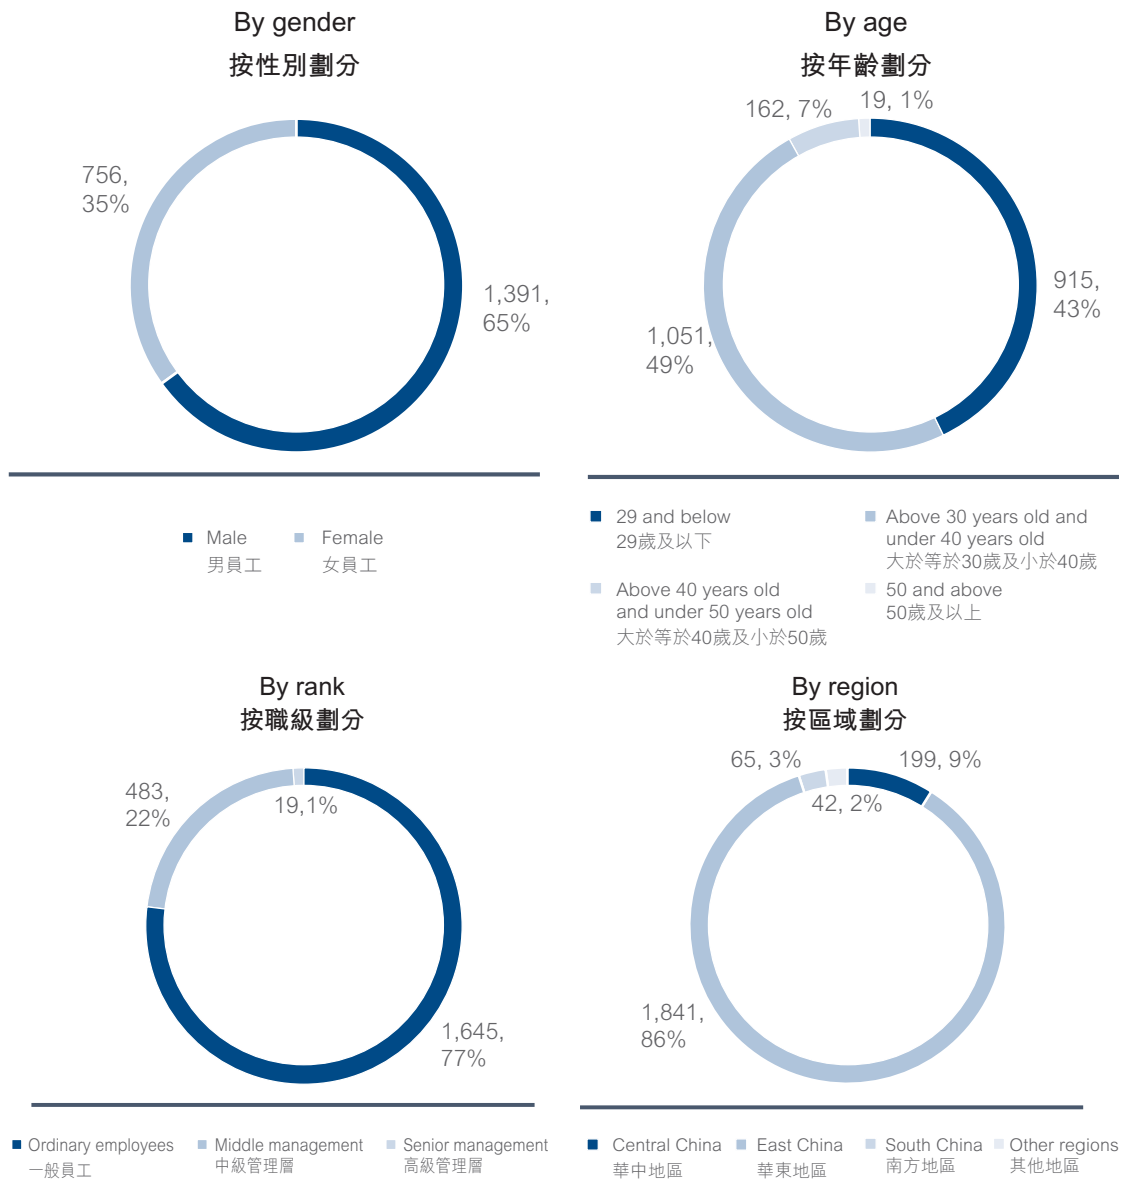 By gender
按性別劃分
756,
35%
1,391,
65%
Male
男員工
Female
女員工
By age
按年齡劃分
162, 7%
19, 1%
915,
43%
1,051,
49%
29 and below
29歲及以下
Above 30 years old and
under 40 years old
大於等於30歲及小於40歲
Above 40 years old
and under 50 years old
大於等於40歲及小於50歲
50 and above
50歲及以上
By rank
按職級劃分
483,
22%
19,1%
1,645,
77%
Ordinary employees
一般員工
Middle management
中級管理層
Senior management
高級管理層
By region
按區域劃分
65, 3%
199, 9%
42, 2%
1,841,
86%
Central China
華中地區
East China
華東地區
South China
南方地區
Other regions
其他地區